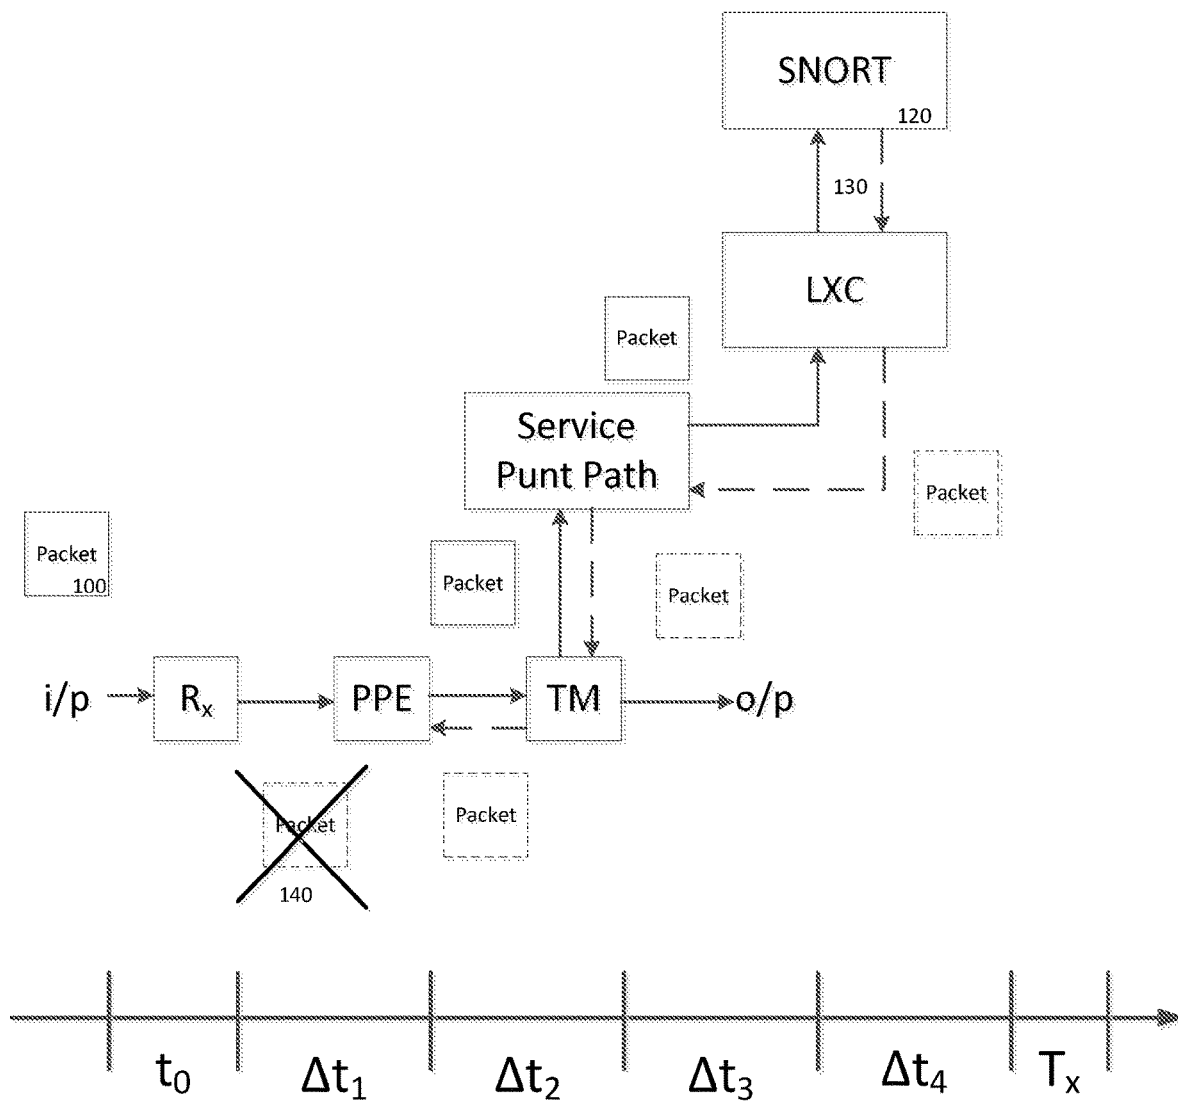 SNORT
120
130
LXC
Packet
Service
Punt Path
Packet
Packet
100
Packet
Packet
i/p
Rₓ
PPE
TM
o/p
Packet
Packet
140
t₀
Δt₁
Δt₂
Δt₃
Δt₄
Tₓ